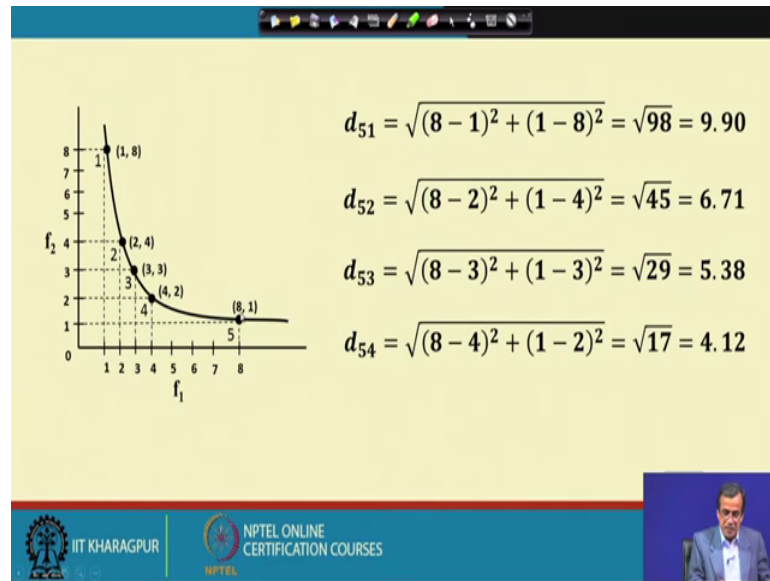 d₅₁ = √((8 − 1)² + (1 − 8)²) = √98 = 9.90
d₅₂ = √((8 − 2)² + (1 − 4)²) = √45 = 6.71
d₅₃ = √((8 − 3)² + (1 − 3)²) = √29 = 5.38
d₅₄ = √((8 − 4)² + (1 − 2)²) = √17 = 4.12
8
1
(1, 8)
7
6
5
f₂
4
2
(2, 4)
3
3
(3, 3)
2
4
(4, 2)
1
5
(8, 1)
0
1 2 3 4 5 6 7 8
f₁
IIT KHARAGPUR
NPTEL
NPTEL ONLINE
CERTIFICATION COURSES